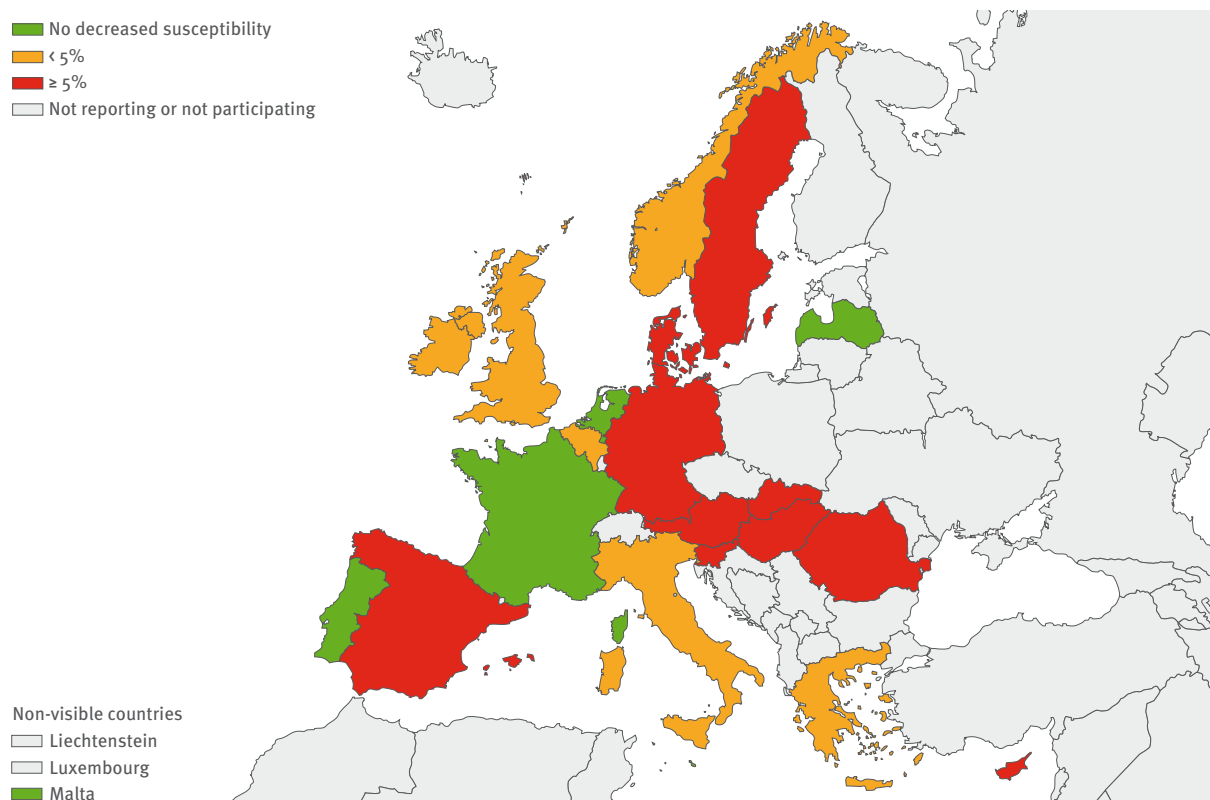 No decreased susceptibility
< 5%
≥ 5%
Not reporting or not participating
Non-visible countries
Liechtenstein
Luxembourg
Malta